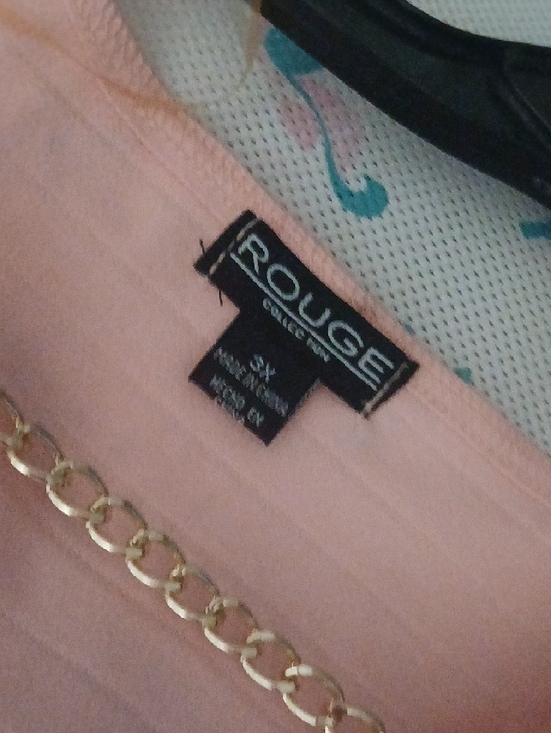 ROUGE
COLLECTION
3X
MADE IN CHINA
HECHO EN
CHINA